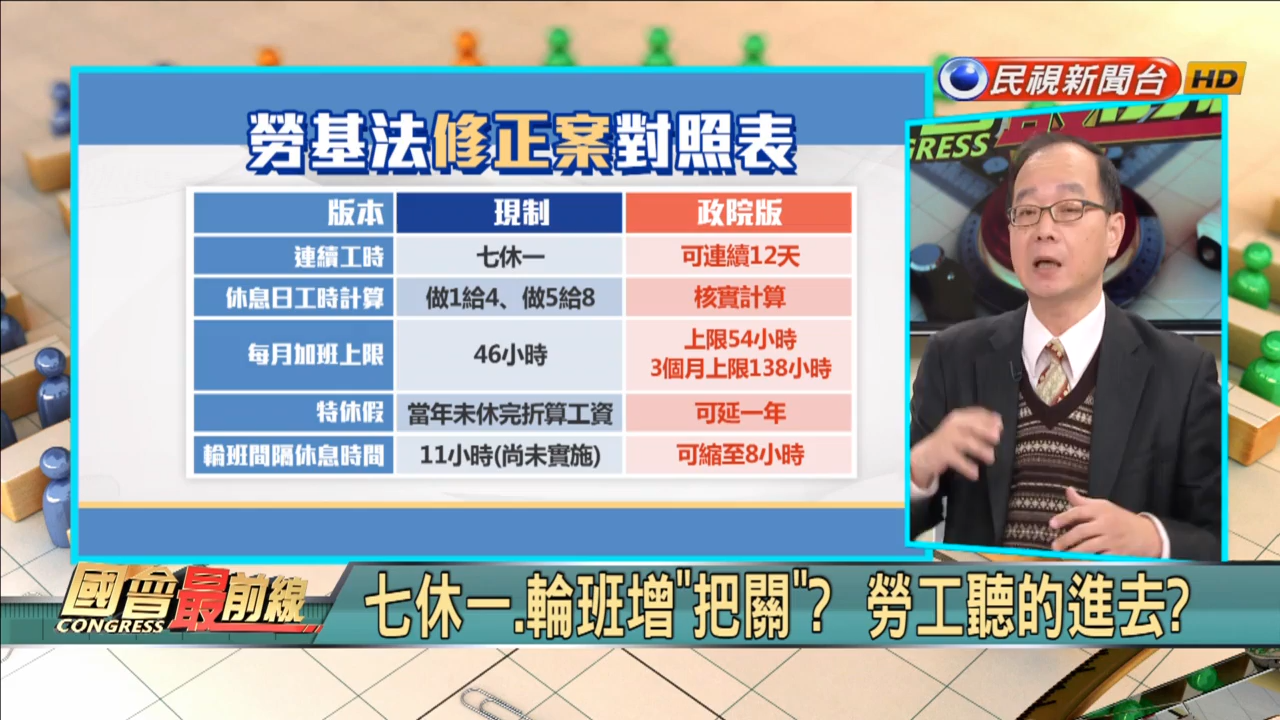 民視新聞台 HD
GRESS
勞基法修正案對照表
版本 現制 政院版
連續工時 七休一 可連續12天
休息日工時計算 做1給4、做5給8 核實計算
每月加班上限 46小時 上限54小時
3個月上限138小時
特休假 當年未休完折算工資 可延一年
輪班間隔休息時間 11小時(尚未實施) 可縮至8小時
國會最前線
CONGRESS
七休一.輪班增"把關"? 勞工聽的進去?